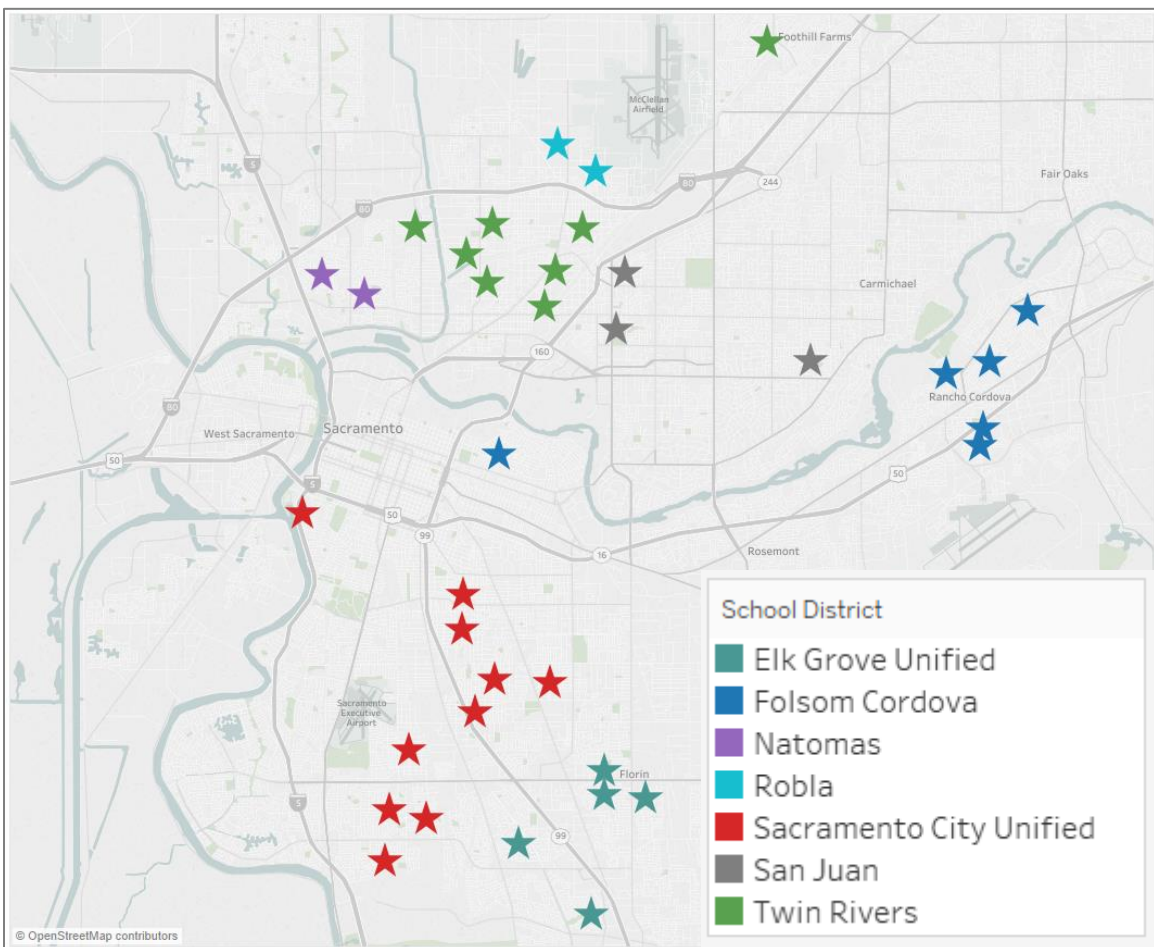 Foothill Farms
McClellan
Airfield
5
80
80
244
Fair Oaks
Carmichael
160
80
Rancho Cordova
West Sacramento
Sacramento
50
5
50
50
99
16
Rosemont
Sacramento
Executive
Airport
Florin
5
99
School District
Elk Grove Unified
Folsom Cordova
Natomas
Robla
Sacramento City Unified
San Juan
Twin Rivers
© OpenStreetMap contributors